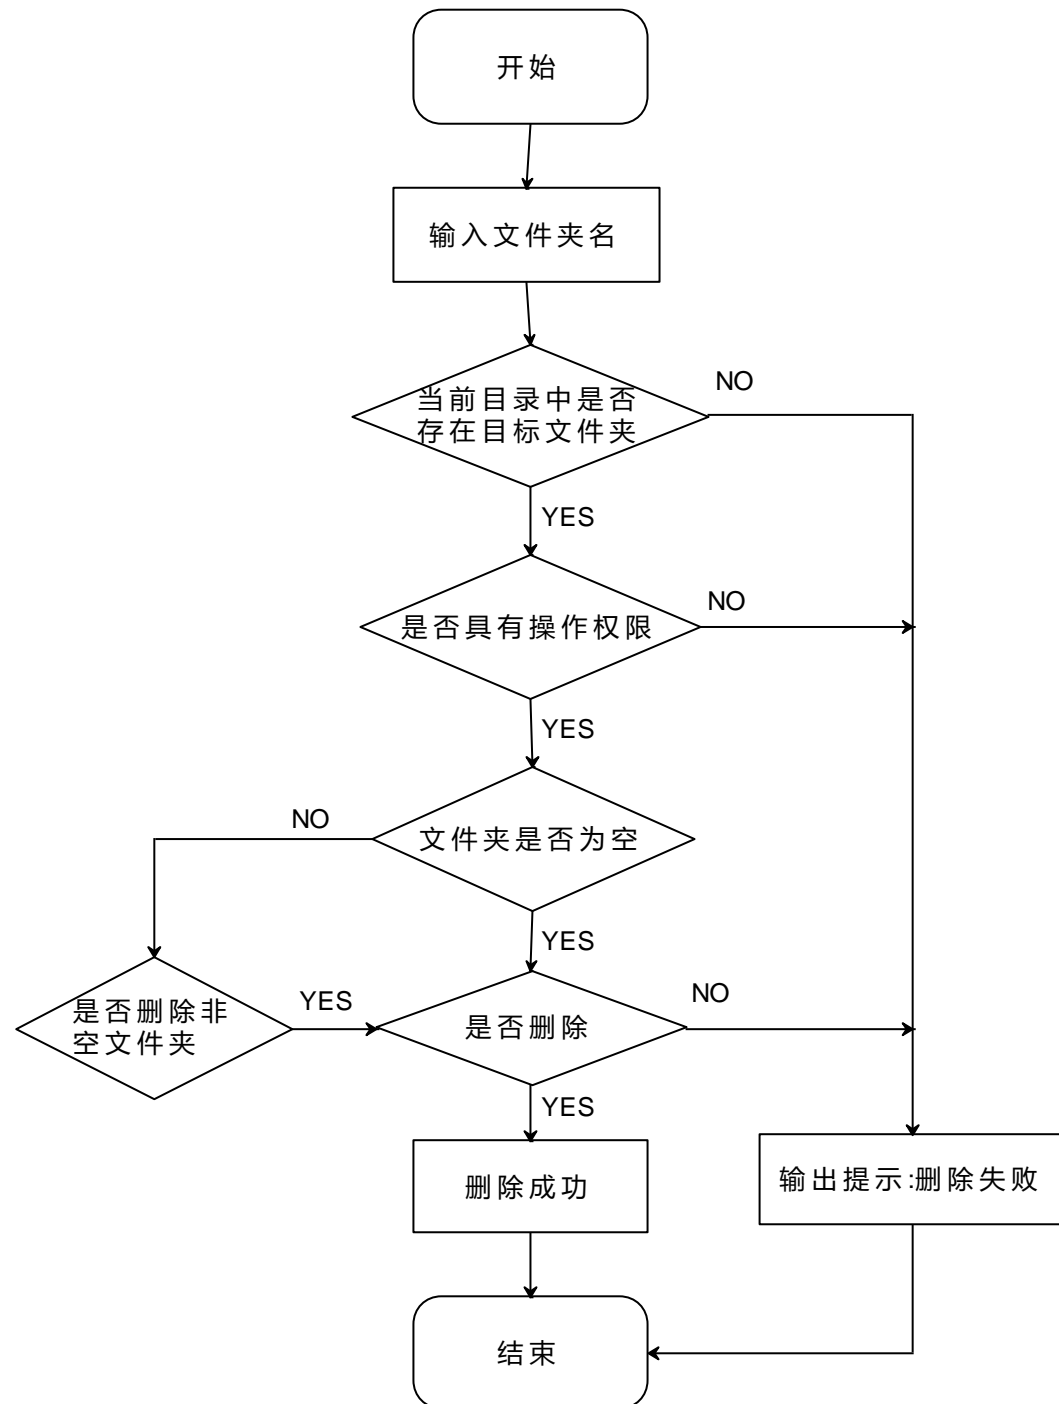 开始
输入文件夹名
当前目录中是否
存在目标文件夹
NO
YES
是否具有操作权限
NO
YES
文件夹是否为空
NO
YES
是否删除非
空文件夹
YES
是否删除
NO
YES
删除成功
输出提示:删除失败
结束